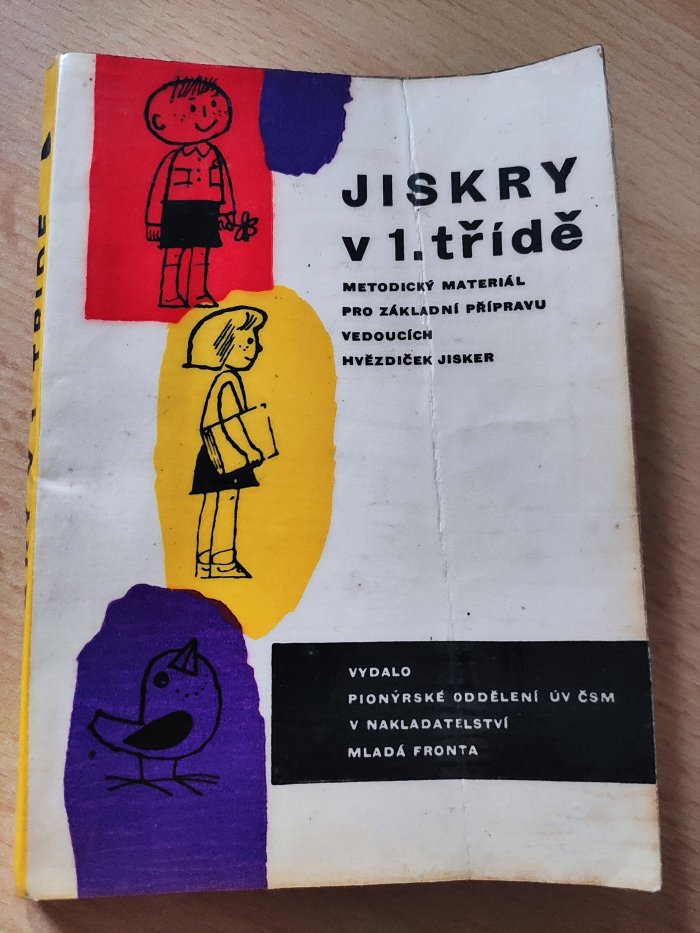 JISKRY
v 1. třídě
METODICKÝ MATERIÁL
PRO ZÁKLADNÍ PŘÍPRAVU
VEDOUCÍCH
HVĚZDIČEK JISKER
VYDALO
PIONÝRSKÉ ODDĚLENÍ ÚV ČSM
V NAKLADATELSTVÍ
MLADÁ FRONTA